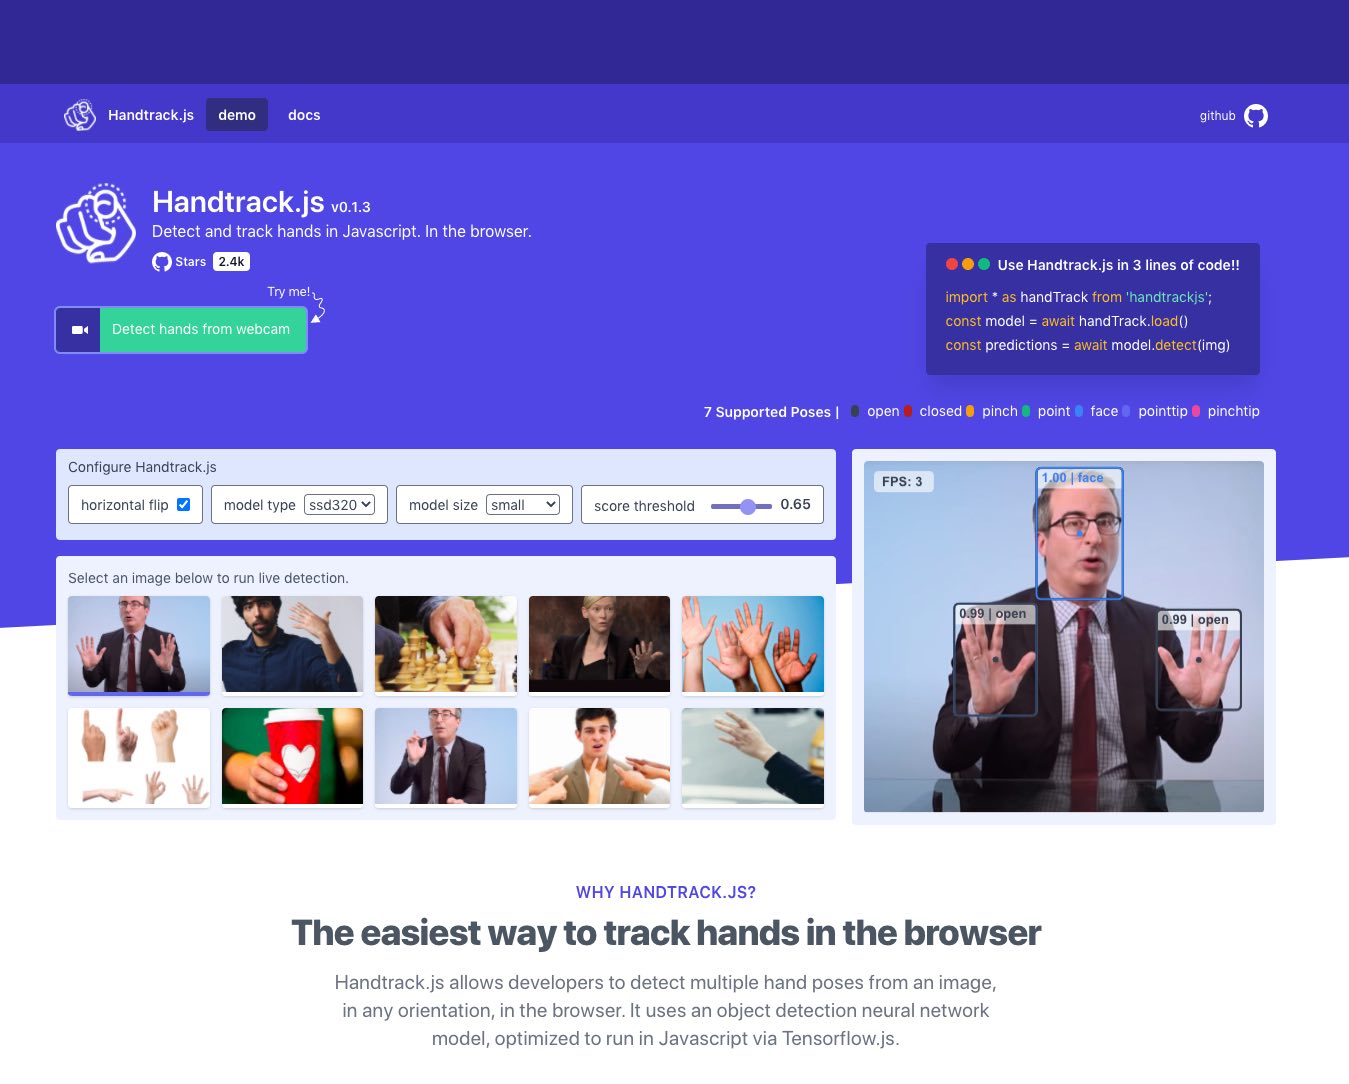 Handtrack.js demo docs github
Handtrack.js v0.1.3
Detect and track hands in Javascript. In the browser.
Stars 2.4k
Try me!
Detect hands from webcam
Use Handtrack.js in 3 lines of code!!
import * as handTrack from 'handtrackjs';
const model = await handTrack.load()
const predictions = await model.detect(img)
7 Supported Poses | open closed pinch point face pointtip pinchtip
Configure Handtrack.js
horizontal flip model type ssd320 model size small score threshold 0.65
Select an image below to run live detection.
FPS: 3
1.00 | face
0.99 | open
0.99 | open
WHY HANDTRACK.JS?
The easiest way to track hands in the browser
Handtrack.js allows developers to detect multiple hand poses from an image,
in any orientation, in the browser. It uses an object detection neural network
model, optimized to run in Javascript via Tensorflow.js.